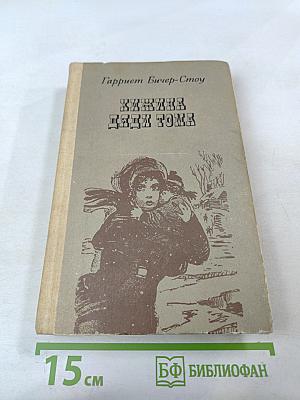 Гарриет Бичер-Стоу
ХИЖИНА
ДЯДИ ТОМА
15 см
БФ БИБЛИОФАН